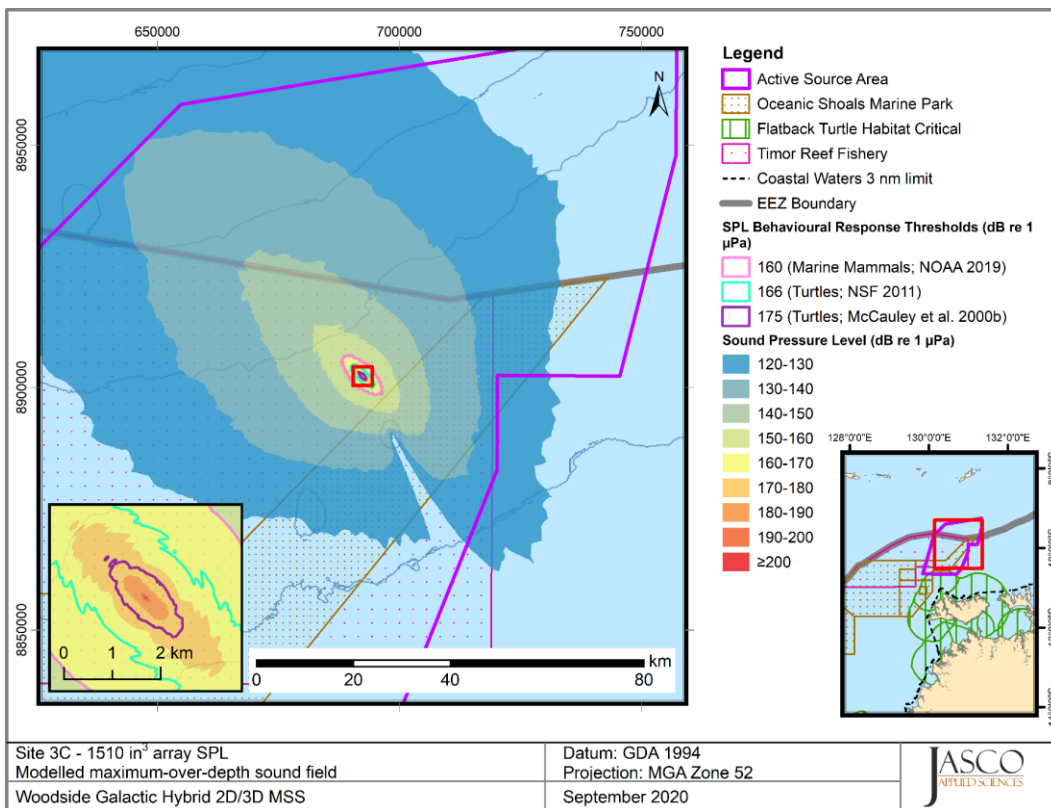 650000 700000 750000
8950000
8900000
8850000
N
0 1 2 km
km
0 20 40 80
Legend
Active Source Area
Oceanic Shoals Marine Park
Flatback Turtle Habitat Critical
Timor Reef Fishery
Coastal Waters 3 nm limit
EEZ Boundary
SPL Behavioural Response Thresholds (dB re 1
µPa)
160 (Marine Mammals; NOAA 2019)
166 (Turtles; NSF 2011)
175 (Turtles; McCauley et al. 2000b)
Sound Pressure Level (dB re 1 µPa)
120-130
130-140
140-150
150-160
160-170
170-180
180-190
190-200
≥200
128°0'0"E 130°0'0"E 132°0'0"E
Site 3C - 1510 in³ array SPL
Modelled maximum-over-depth sound field
Woodside Galactic Hybrid 2D/3D MSS
Datum: GDA 1994
Projection: MGA Zone 52
September 2020
JASCO
APPLIED SCIENCES